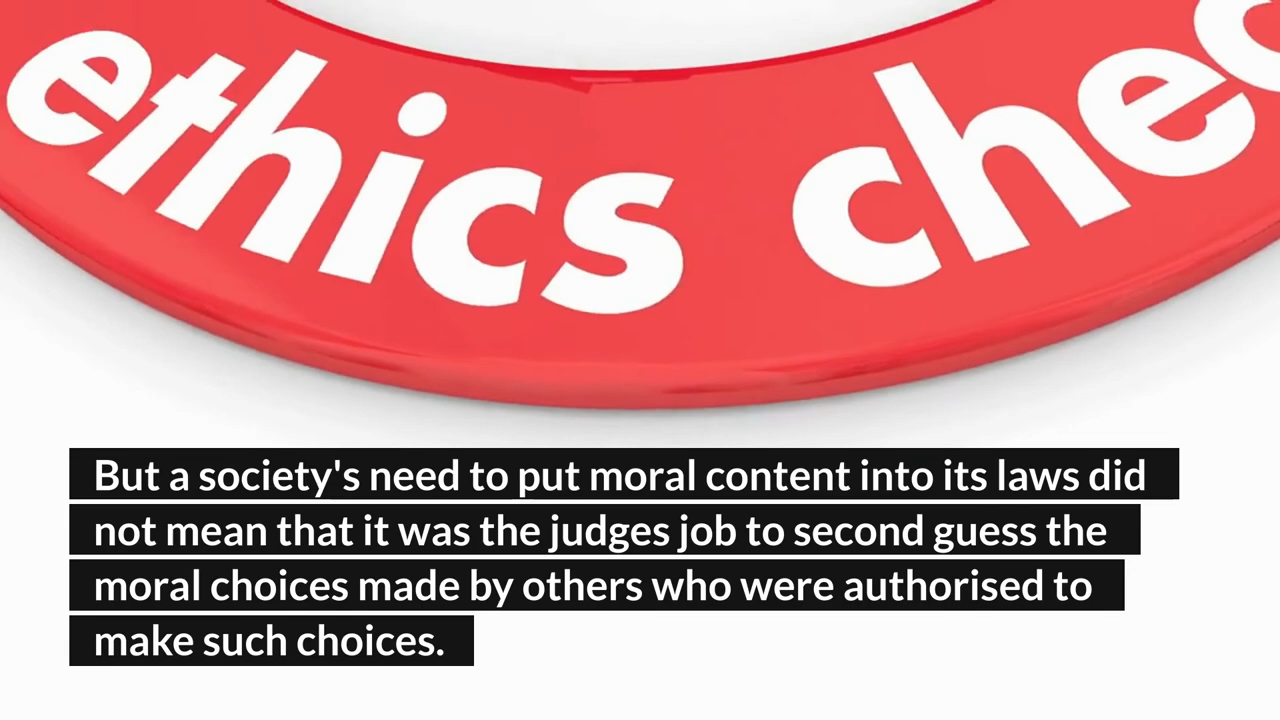 ethics chec
But a society's need to put moral content into its laws did
not mean that it was the judges job to second guess the
moral choices made by others who were authorised to
make such choices.